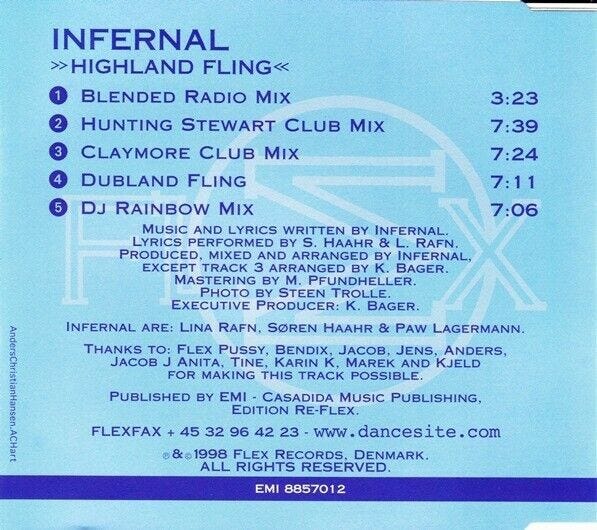 INFERNAL
»HIGHLAND FLING«
1 BLENDED RADIO MIX 3:23
2 HUNTING STEWART CLUB MIX 7:39
3 CLAYMORE CLUB MIX 7:24
4 DUBLAND FLING 7:11
5 DJ RAINBOW MIX 7:06
MUSIC AND LYRICS WRITTEN BY INFERNAL.
LYRICS PERFORMED BY S. HAAHR & L. RAFN.
PRODUCED, MIXED AND ARRANGED BY INFERNAL,
EXCEPT TRACK 3 ARRANGED BY K. BAGER.
MASTERING BY M. PFUNDHELLER.
PHOTO BY STEEN TROLLE.
EXECUTIVE PRODUCER: K. BAGER.
INFERNAL ARE: LINA RAFN, SØREN HAAHR & PAW LAGERMANN.
THANKS TO: FLEX PUSSY, BENDIX, JACOB, JENS, ANDERS,
JACOB J ANITA, TINE, KARIN K, MAREK AND KJELD
FOR MAKING THIS TRACK POSSIBLE.
PUBLISHED BY EMI - CASADIDA MUSIC PUBLISHING,
EDITION RE-FLEX.
FLEXFAX + 45 32 96 42 23 - www.dancesite.com
℗ & © 1998 FLEX RECORDS, DENMARK.
ALL RIGHTS RESERVED.
EMI 8857012
AndersChristianHansen.ACHart